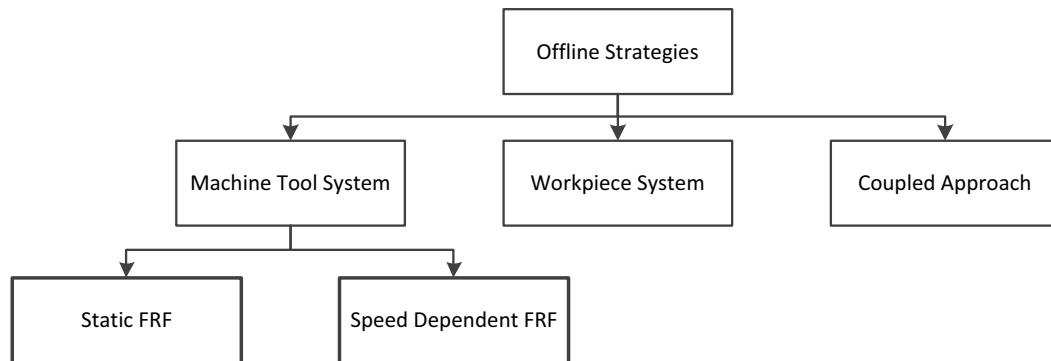 Offline Strategies
Machine Tool System
Workpiece System
Coupled Approach
Static FRF
Speed Dependent FRF